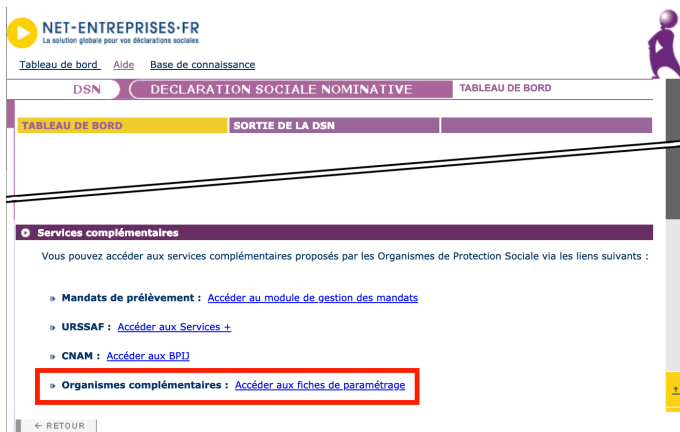 NET-ENTREPRISES·FR
La solution globale pour vos déclarations sociales
Tableau de bord Aide Base de connaissance
DSN DECLARATION SOCIALE NOMINATIVE TABLEAU DE BORD
TABLEAU DE BORD SORTIE DE LA DSN
Services complémentaires
Vous pouvez accéder aux services complémentaires proposés par les Organismes de Protection Sociale via les liens suivants :
Mandats de prélèvement : Accéder au module de gestion des mandats
URSSAF : Accéder aux Services +
CNAM : Accéder aux BPIJ
Organismes complémentaires : Accéder aux fiches de paramétrage
← RETOUR